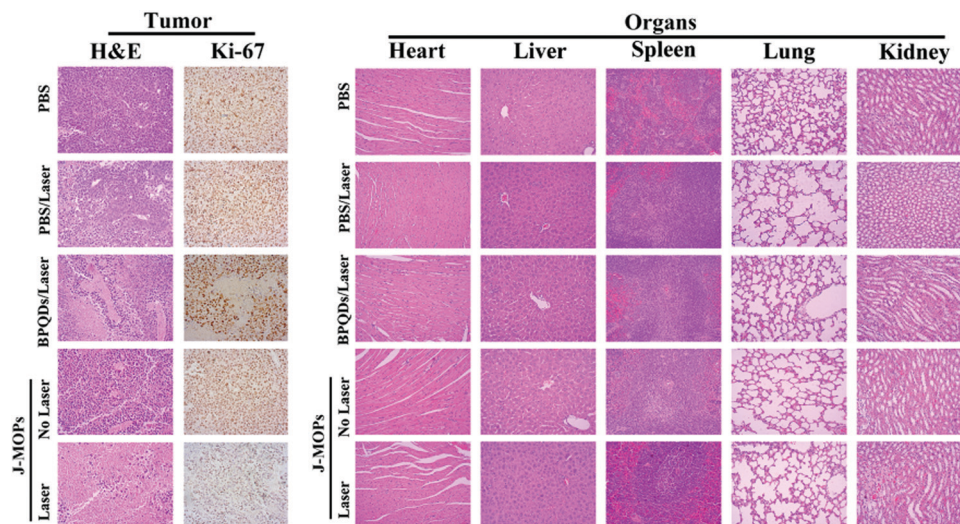 Tumor
Organs
H&E Ki-67
Heart Liver Spleen Lung Kidney
PBS
PBS
PBS/Laser
PBS/Laser
BPQDs/Laser
BPQDs/Laser
J-MOPs
No Laser
J-MOPs
No Laser
Laser
Laser